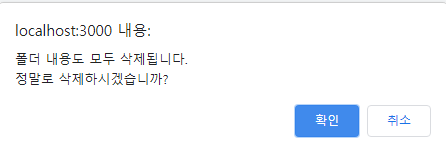 localhost:3000 내용:
폴더 내용도 모두 삭제됩니다.
정말로 삭제하시겠습니까?
확인
취소